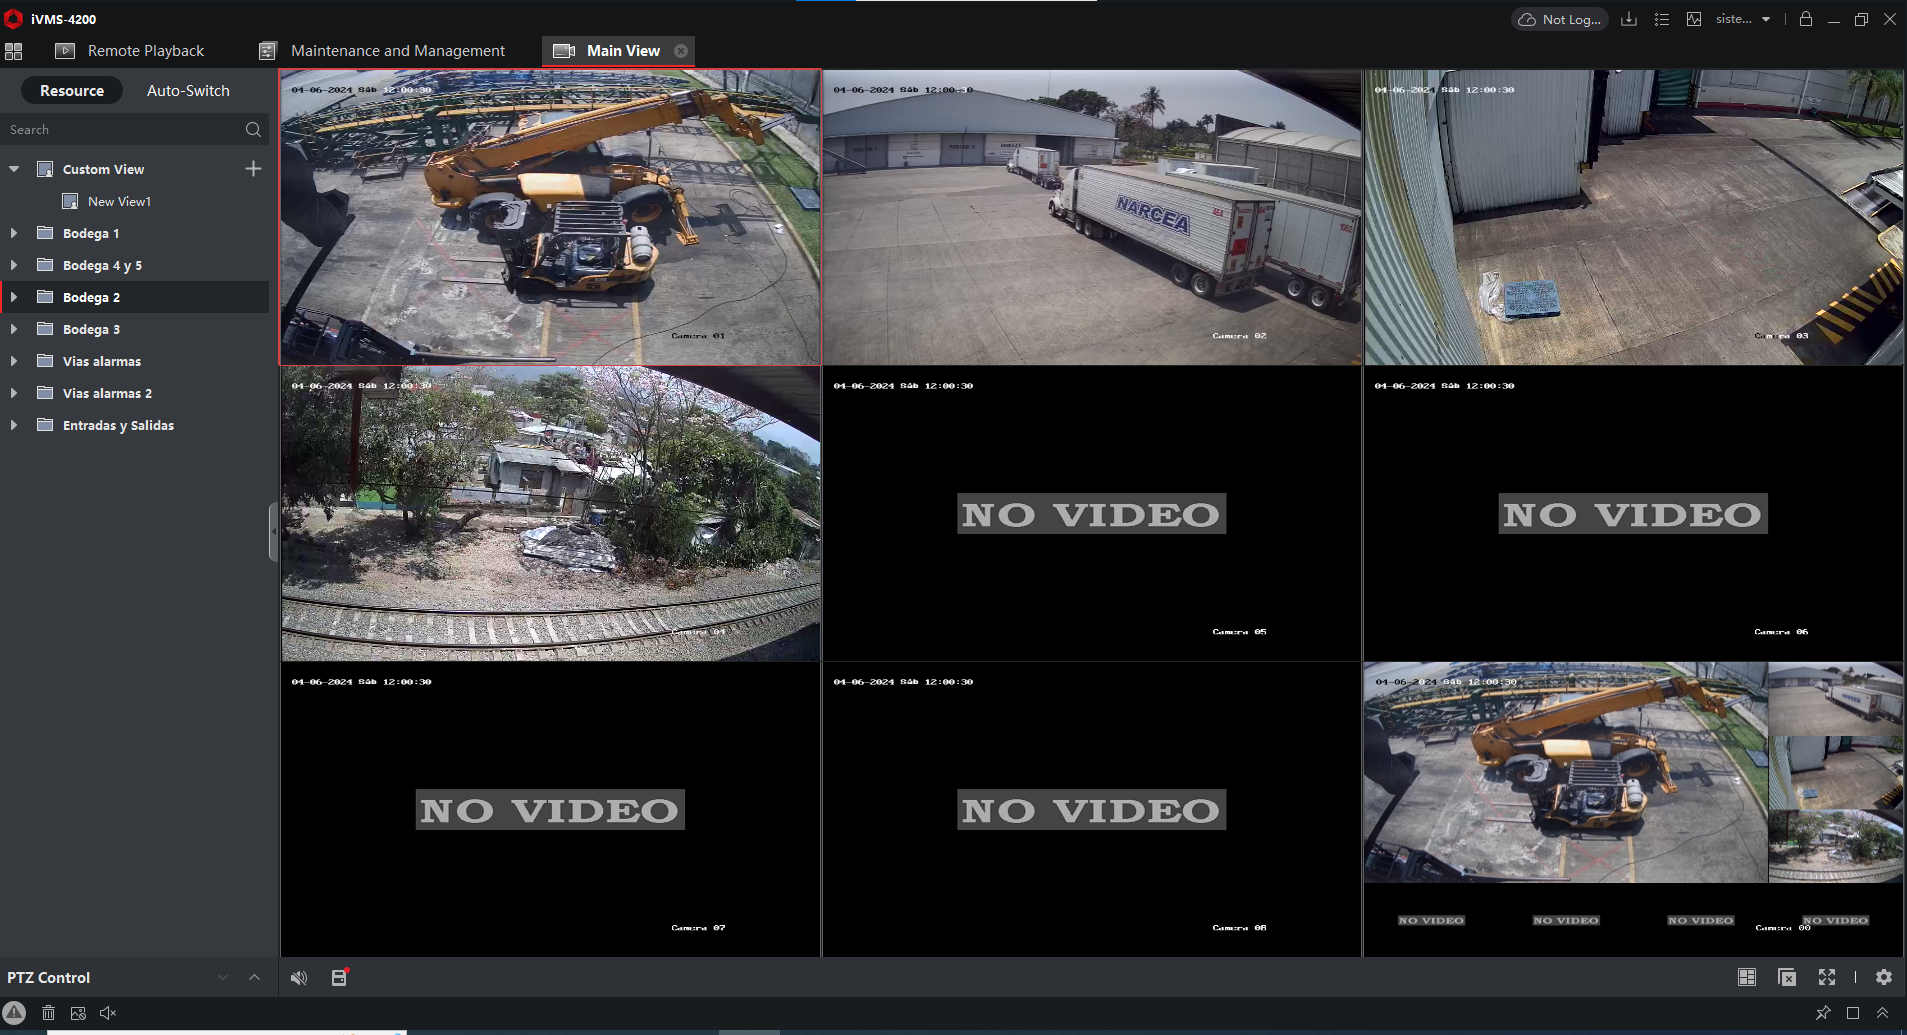 iVMS-4200
Not Log...
siste...
Remote Playback
Maintenance and Management
Main View
Resource
Auto-Switch
Search
Custom View
New View1
Bodega 1
Bodega 4 y 5
Bodega 2
Bodega 3
Vias alarmas
Vias alarmas 2
Entradas y Salidas
04-06-2024 Sáb 12:00:30
Camera 01
04-06-2024 Sáb 12:00:30
NARCEA
Camera 02
04-06-2024 Sáb 12:00:30
Camera 03
04-06-2024 Sáb 12:00:30
Camera 04
04-06-2024 Sáb 12:00:30
NO VIDEO
Camera 05
04-06-2024 Sáb 12:00:30
NO VIDEO
Camera 06
04-06-2024 Sáb 12:00:30
NO VIDEO
Camera 07
04-06-2024 Sáb 12:00:30
NO VIDEO
Camera 08
04-06-2024 Sáb 12:00:30
NO VIDEO
NO VIDEO
NO VIDEO
NO VIDEO
Camera 00
PTZ Control